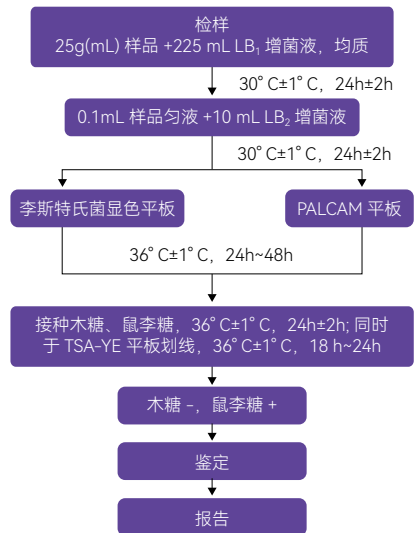 检样
25g(mL) 样品 +225 mL LB₁ 增菌液，均质
30° C±1° C，24h±2h
0.1mL 样品匀液 +10 mL LB₂ 增菌液
30° C±1° C，24h±2h
李斯特氏菌显色平板
PALCAM 平板
36° C±1° C，24h~48h
接种木糖、鼠李糖，36° C±1° C，24h±2h; 同时
于 TSA-YE 平板划线，36° C±1° C，18 h~24h
木糖 -，鼠李糖 +
鉴定
报告